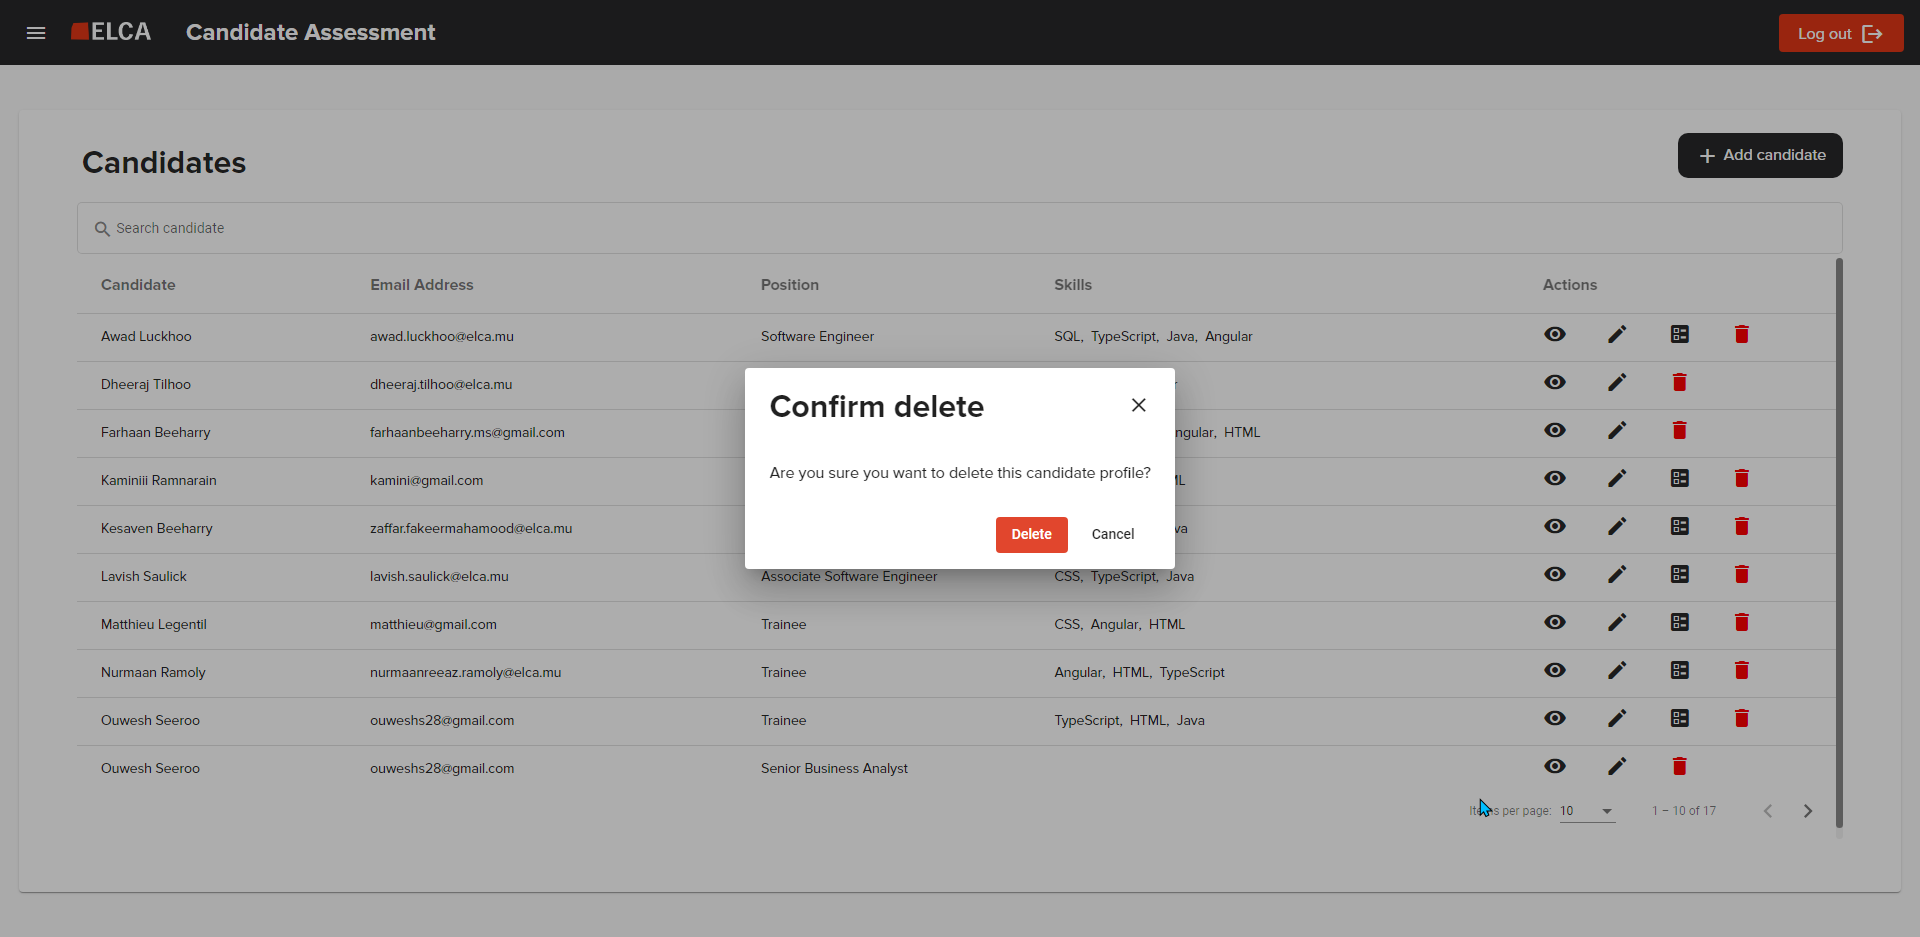 ELCA Candidate Assessment Log out
Candidates
Add candidate
Search candidate
Candidate Email Address Position Skills Actions
Awad Luckhoo awad.luckhoo@elca.mu Software Engineer SQL, TypeScript, Java, Angular
Dheeraj Tilhoo dheeraj.tilhoo@elca.mu
Farhaan Beeharry farhaanbeeharry.ms@gmail.com HTML
Kaminiii Ramnarain kamini@gmail.com
Kesaven Beeharry zaffar.fakeermahamood@elca.mu
Lavish Saulick lavish.saulick@elca.mu Associate Software Engineer CSS, TypeScript, Java
Matthieu Legentil matthieu@gmail.com Trainee CSS, Angular, HTML
Nurmaan Ramoly nurmaanreeaz.ramoly@elca.mu Trainee Angular, HTML, TypeScript
Ouwesh Seeroo ouweshs28@gmail.com Trainee TypeScript, HTML, Java
Ouwesh Seeroo ouweshs28@gmail.com Senior Business Analyst
per page: 10 1 – 10 of 17
Confirm delete
Are you sure you want to delete this candidate profile?
Delete Cancel